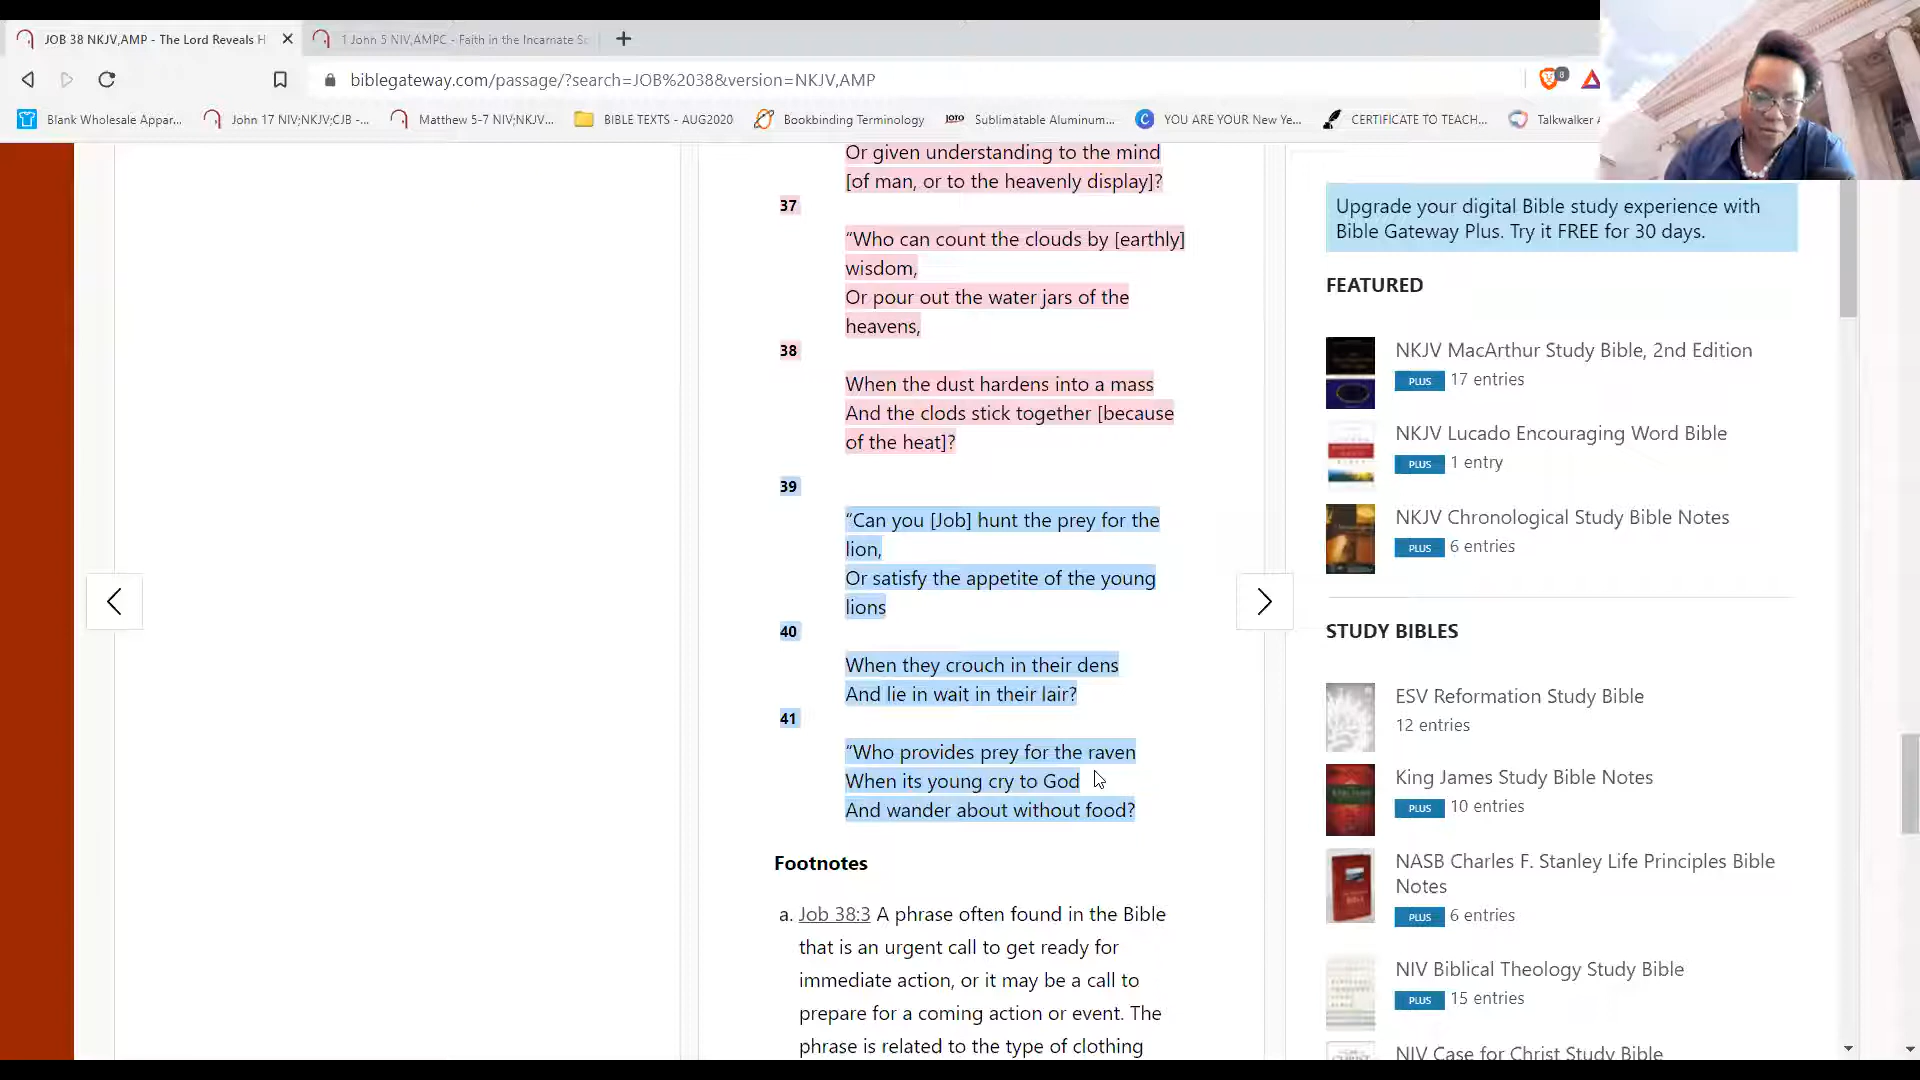 JOB 38 NKJV,AMP - The Lord Reveals H
1 John 5 NIV,AMPC - Faith in the Incarnate S
biblegateway.com/passage/?search=JOB%2038&version=NKJV,AMP
8
Blank Wholesale Appar...
John 17 NIV;NKJV;CJB -...
Matthew 5-7 NIV;NKJV...
BIBLE TEXTS - AUG2020
Bookbinding Terminology
JOTO
Sublimatable Aluminum...
C
YOU ARE YOUR New Ye...
CERTIFICATE TO TEACH...
Talkwalker
Or given understanding to the mind
[of man, or to the heavenly display]?
37
“Who can count the clouds by [earthly]
wisdom,
Or pour out the water jars of the
heavens,
38
When the dust hardens into a mass
And the clods stick together [because
of the heat]?
39
“Can you [Job] hunt the prey for the
lion,
Or satisfy the appetite of the young
lions
40
When they crouch in their dens
And lie in wait in their lair?
41
“Who provides prey for the raven
When its young cry to God
And wander about without food?
Footnotes
a. Job 38:3 A phrase often found in the Bible
that is an urgent call to get ready for
immediate action, or it may be a call to
prepare for a coming action or event. The
phrase is related to the type of clothing
Upgrade your digital Bible study experience with
Bible Gateway Plus. Try it FREE for 30 days.
FEATURED
NKJV MacArthur Study Bible, 2nd Edition
PLUS 17 entries
NKJV Lucado Encouraging Word Bible
PLUS 1 entry
NKJV Chronological Study Bible Notes
PLUS 6 entries
STUDY BIBLES
ESV Reformation Study Bible
12 entries
King James Study Bible Notes
PLUS 10 entries
NASB Charles F. Stanley Life Principles Bible
Notes
PLUS 6 entries
NIV Biblical Theology Study Bible
PLUS 15 entries
NIV Case for Christ Study Bible